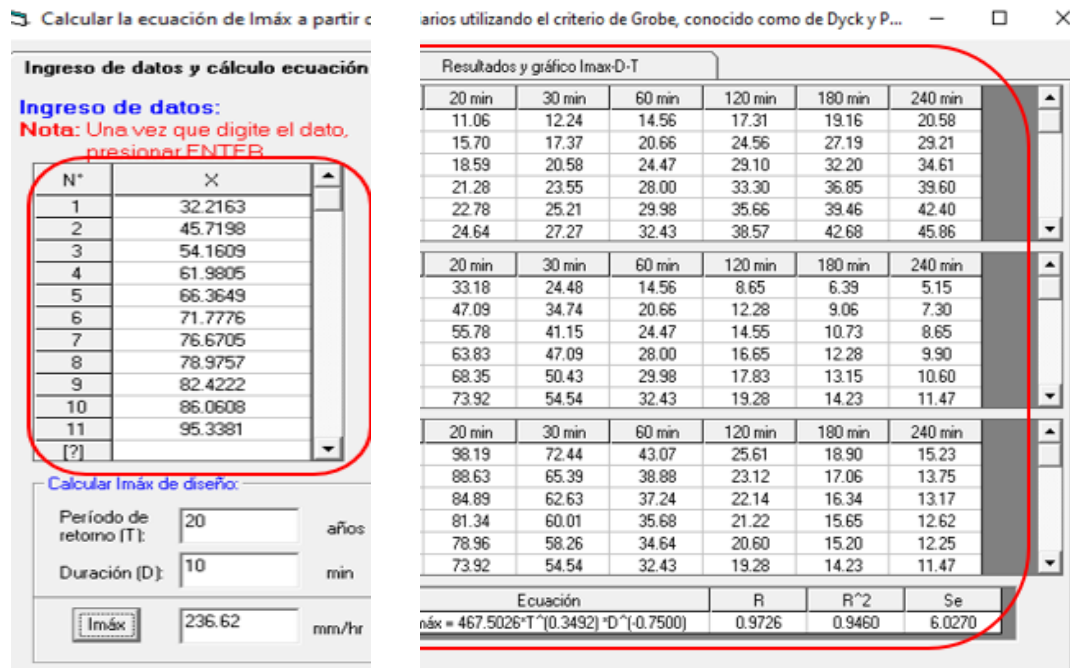 Calcular la ecuación de Imáx a partir d
Ingreso de datos y cálculo ecuación
Ingreso de datos:
Nota: Una vez que digite el dato,
presionar ENTER
N° X
1 32.2163
2 45.7198
3 54.1609
4 61.9805
5 66.3649
6 71.7776
7 76.6705
8 78.9757
9 82.4222
10 86.0608
11 95.3381
[?]
Calcular Imáx de diseño:
Período de
retorno (T): 20 años
Duración (D): 10 min
Imáx 236.62 mm/hr
iarios utilizando el criterio de Grobe, conocido como de Dyck y P...
Resultados y gráfico Imax-D-T
20 min 30 min 60 min 120 min 180 min 240 min
11.06 12.24 14.56 17.31 19.16 20.58
15.70 17.37 20.66 24.56 27.19 29.21
18.59 20.58 24.47 29.10 32.20 34.61
21.28 23.55 28.00 33.30 36.85 39.60
22.78 25.21 29.98 35.66 39.46 42.40
24.64 27.27 32.43 38.57 42.68 45.86
20 min 30 min 60 min 120 min 180 min 240 min
33.18 24.48 14.56 8.65 6.39 5.15
47.09 34.74 20.66 12.28 9.06 7.30
55.78 41.15 24.47 14.55 10.73 8.65
63.83 47.09 28.00 16.65 12.28 9.90
68.35 50.43 29.98 17.83 13.15 10.60
73.92 54.54 32.43 19.28 14.23 11.47
20 min 30 min 60 min 120 min 180 min 240 min
98.19 72.44 43.07 25.61 18.90 15.23
88.63 65.39 38.88 23.12 17.06 13.75
84.89 62.63 37.24 22.14 16.34 13.17
81.34 60.01 35.68 21.22 15.65 12.62
78.96 58.26 34.64 20.60 15.20 12.25
73.92 54.54 32.43 19.28 14.23 11.47
Ecuación R R^2 Se
máx = 467.5026*T^(0.3492) *D^(-0.7500) 0.9726 0.9460 6.0270